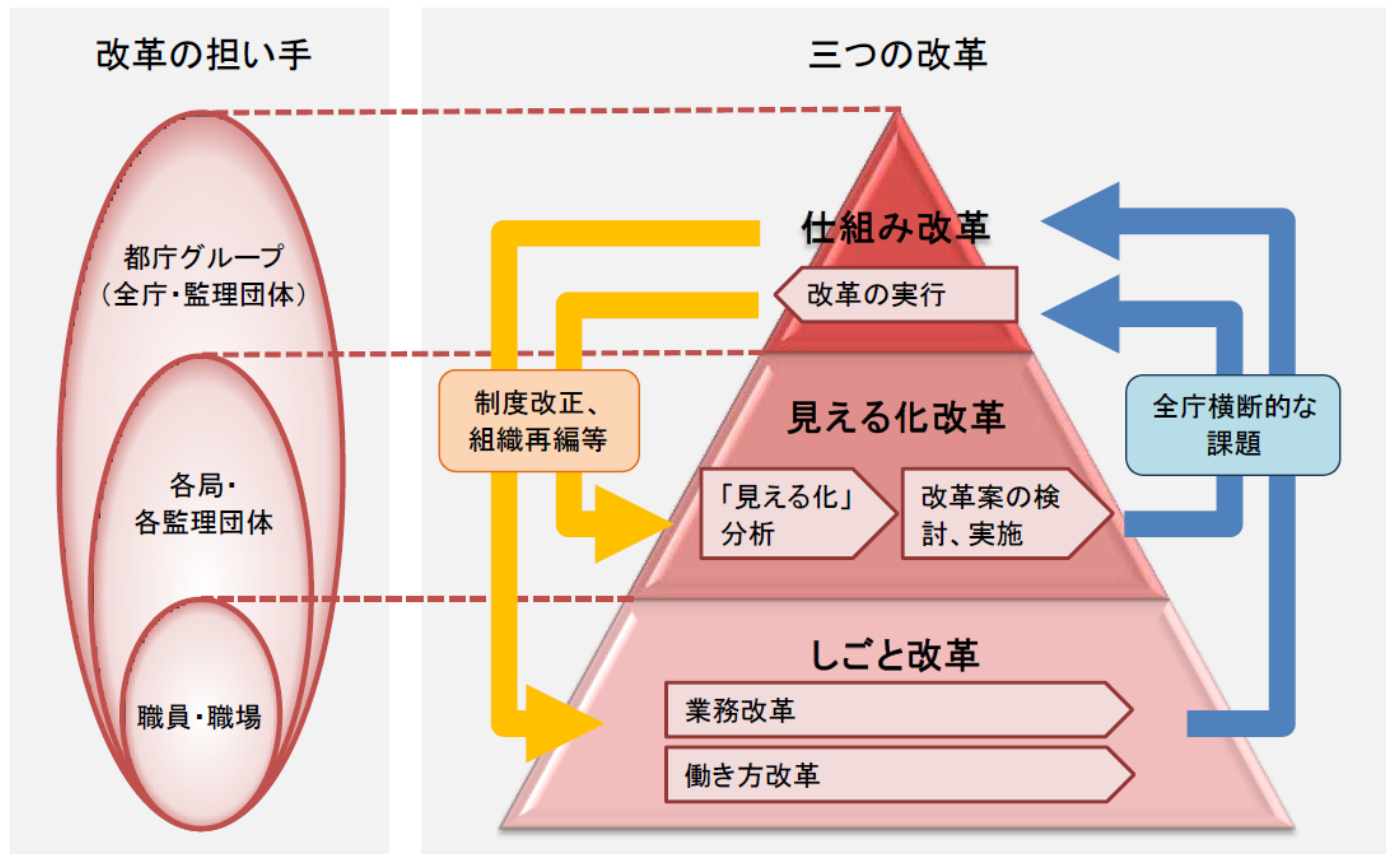 改革の担い手
都庁グループ
（全庁・監理団体）
各局・
各監理団体
職員・職場
三つの改革
仕組み改革
改革の実行
制度改正、
組織再編等
見える化改革
「見える化」
分析
改革案の検
討、実施
全庁横断的な
課題
しごと改革
業務改革
働き方改革